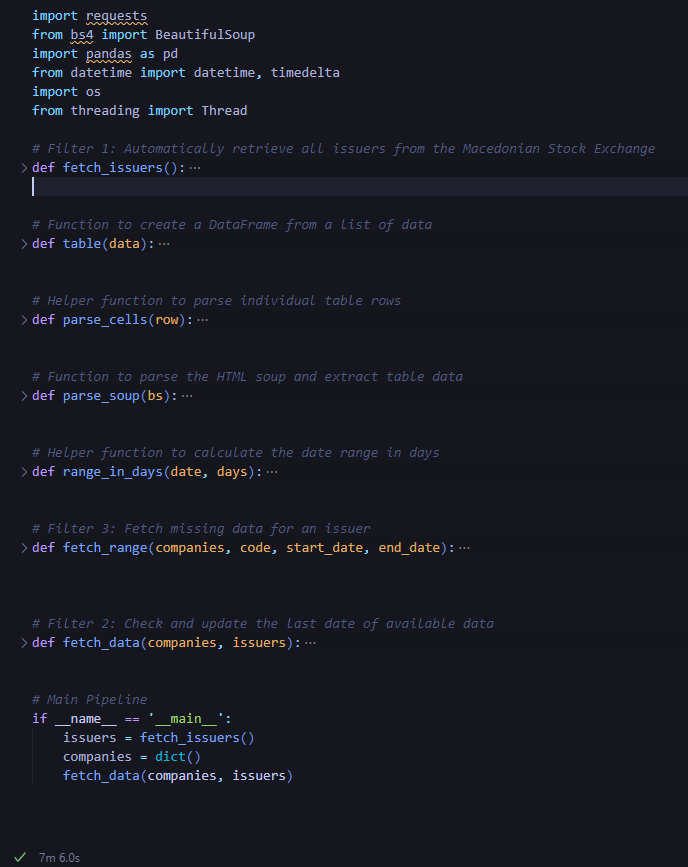 import requests
from bs4 import BeautifulSoup
import pandas as pd
from datetime import datetime, timedelta
import os
from threading import Thread
# Filter 1: Automatically retrieve all issuers from the Macedonian Stock Exchange
def fetch_issuers():···
# Function to create a DataFrame from a list of data
def table(data):···
# Helper function to parse individual table rows
def parse_cells(row):···
# Function to parse the HTML soup and extract table data
def parse_soup(bs):···
# Helper function to calculate the date range in days
def range_in_days(date, days):···
# Filter 3: Fetch missing data for an issuer
def fetch_range(companies, code, start_date, end_date):···
# Filter 2: Check and update the last date of available data
def fetch_data(companies, issuers):···
# Main Pipeline
if __name__ == '__main__':
    issuers = fetch_issuers()
    companies = dict()
    fetch_data(companies, issuers)
7m 6.0s